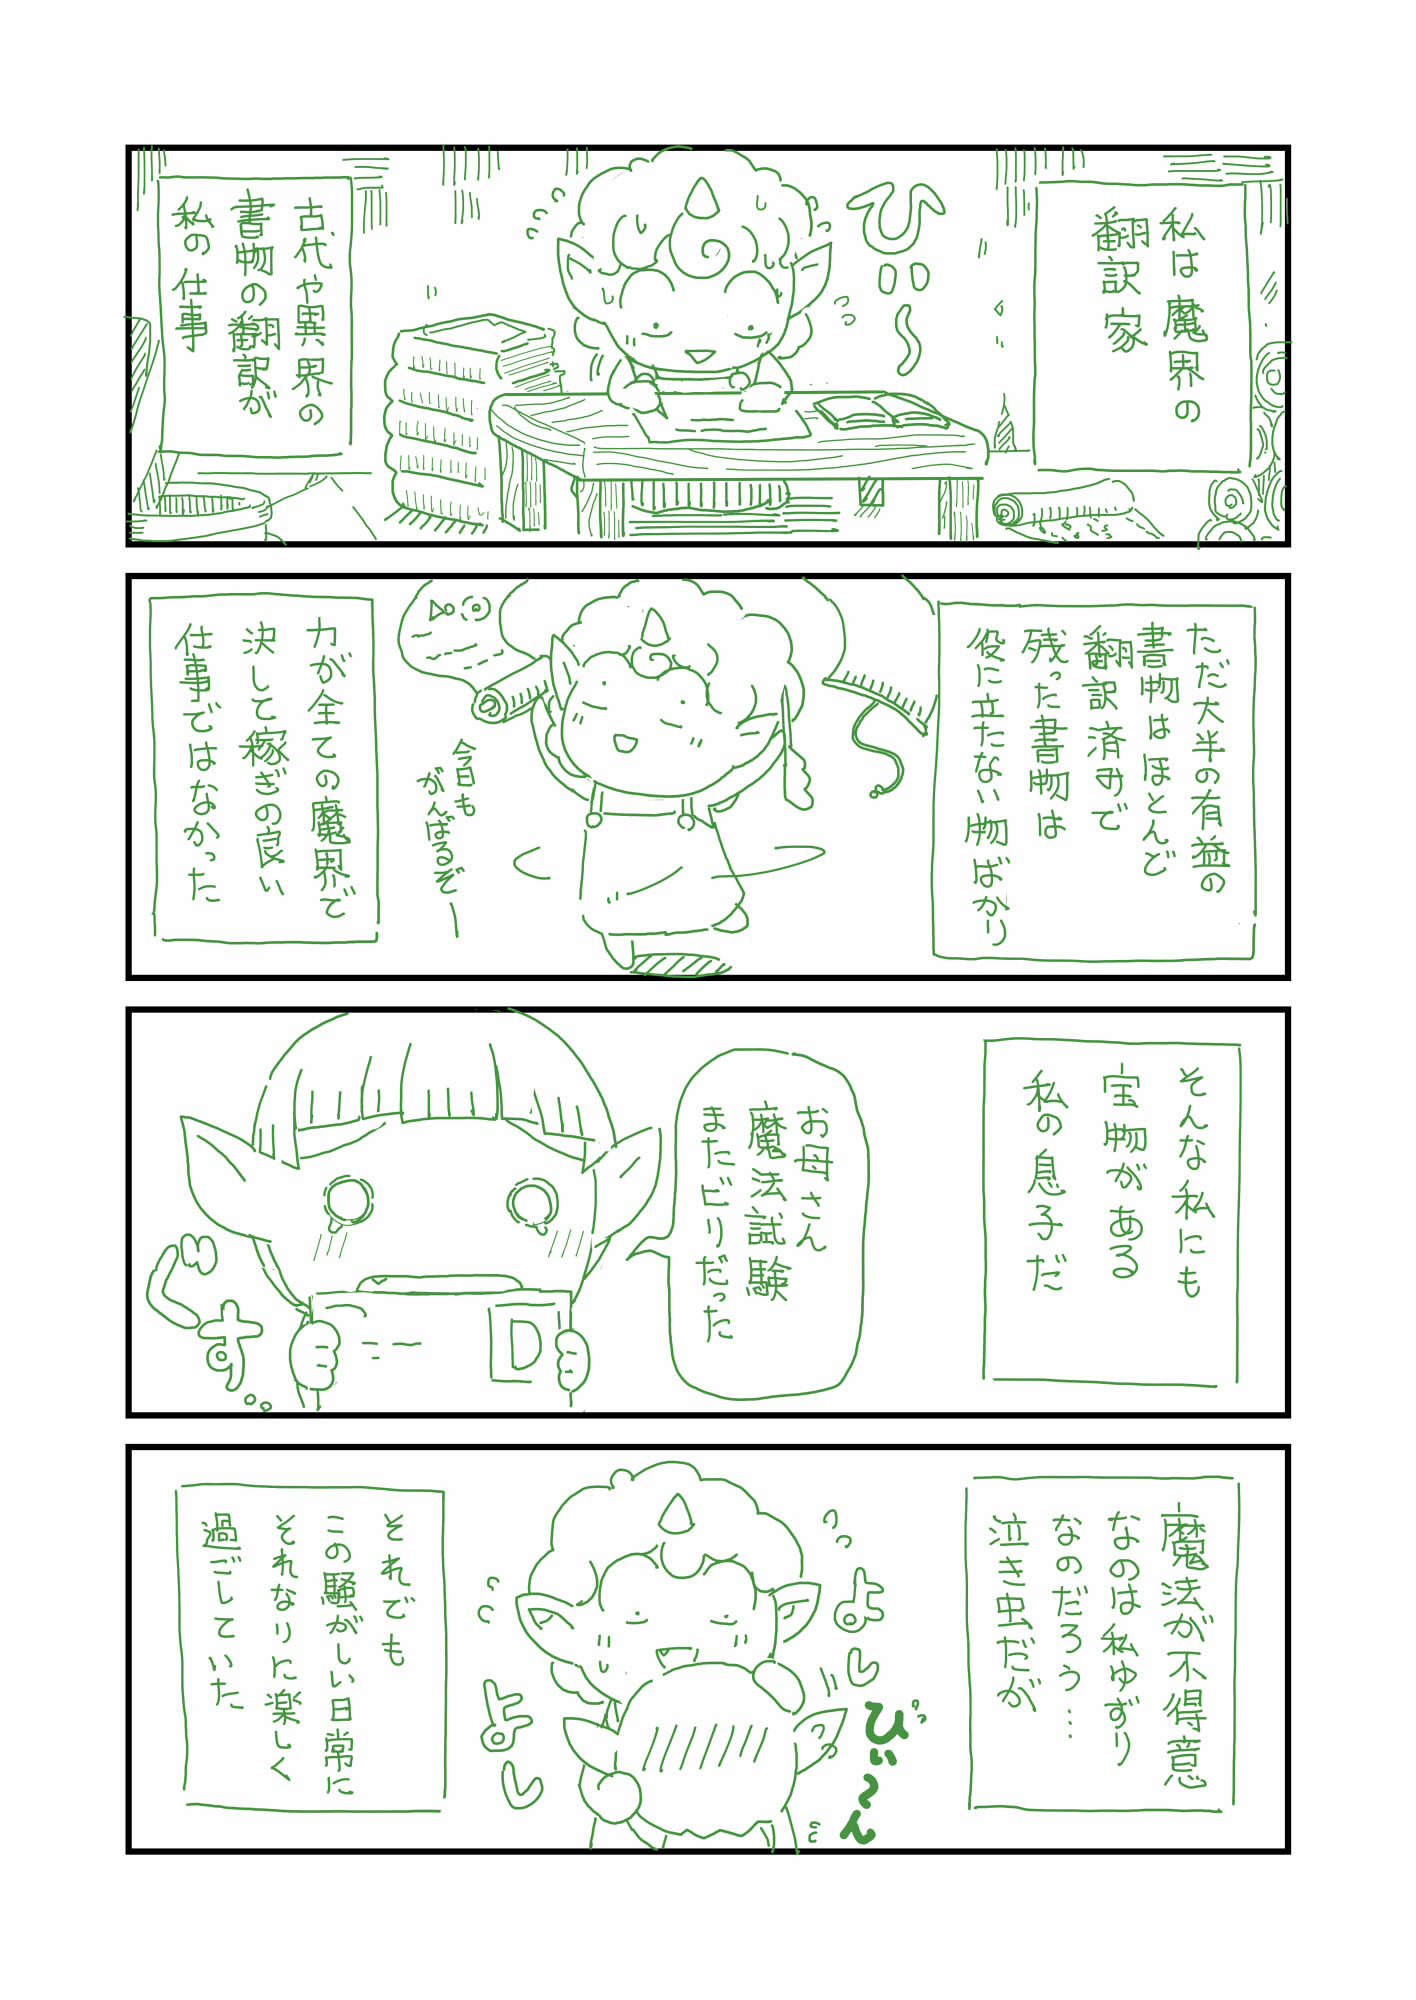 私は魔界の
翻訳家
ひいい〜
古代や異界の
書物の翻訳が
私の仕事
ただ大半の有益の
書物はほとんど
翻訳済みで
残った書物は
役に立たない物ばかり
今日も
がんばるぞー
力が全ての魔界で
決して稼ぎの良い
仕事ではなかった
そんな私にも
宝物がある
私の息子だ
お母さん
魔法試験
またビリだった
D
ぐす
魔法が不得意
なのは私ゆずり
なのだろう…
泣き虫だが
よし
びぃ〜ん
よし
それでも
この騒がしい日常に
それなりに楽しく
過ごしていた